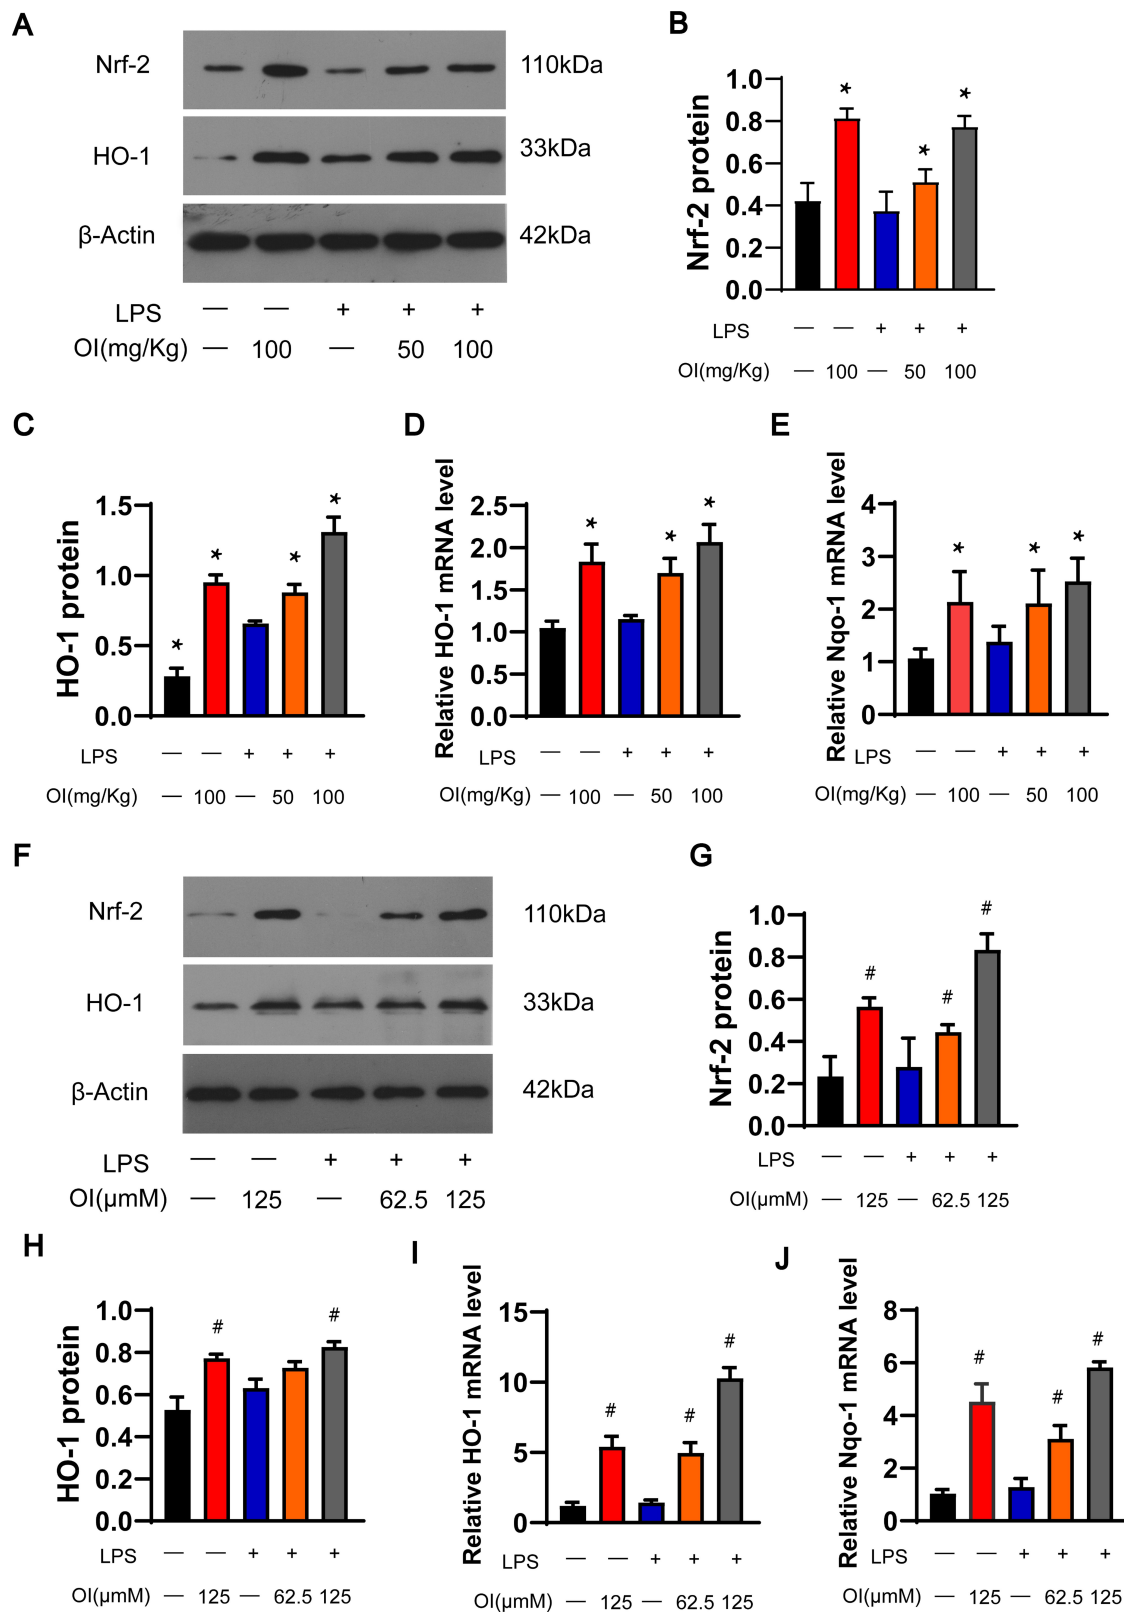 A
Nrf-2 110kDa
HO-1 33kDa
β-Actin 42kDa
LPS — — + + +
OI(mg/Kg) — 100 — 50 100
B
Nrf-2 protein
1.0
0.8
0.6
0.4
0.2
0.0
* * *
LPS — — + + +
OI(mg/Kg) — 100 — 50 100
C
HO-1 protein
1.5
1.0
0.5
0.0
* * * *
LPS — — + + +
OI(mg/Kg) — 100 — 50 100
D
Relative HO-1 mRNA level
2.5
2.0
1.5
1.0
0.5
0.0
* * *
LPS — — + + +
OI(mg/Kg) — 100 — 50 100
E
Relative Nqo-1 mRNA level
4
3
2
1
0
* * *
LPS — — + + +
OI(mg/Kg) — 100 — 50 100
F
Nrf-2 110kDa
HO-1 33kDa
β-Actin 42kDa
LPS — — + + +
OI(μmM) — 125 — 62.5 125
G
Nrf-2 protein
1.0
0.8
0.6
0.4
0.2
0.0
# # #
LPS — — + + +
OI(μmM) — 125 — 62.5 125
H
HO-1 protein
1.0
0.8
0.6
0.4
0.2
0.0
# #
LPS — — + + +
OI(μmM) — 125 — 62.5 125
I
Relative HO-1 mRNA level
15
10
5
0
# # #
LPS — — + + +
OI(μmM) — 125 — 62.5 125
J
Relative Nqo-1 mRNA level
8
6
4
2
0
# # #
LPS — — + + +
OI(μmM) — 125 — 62.5 125